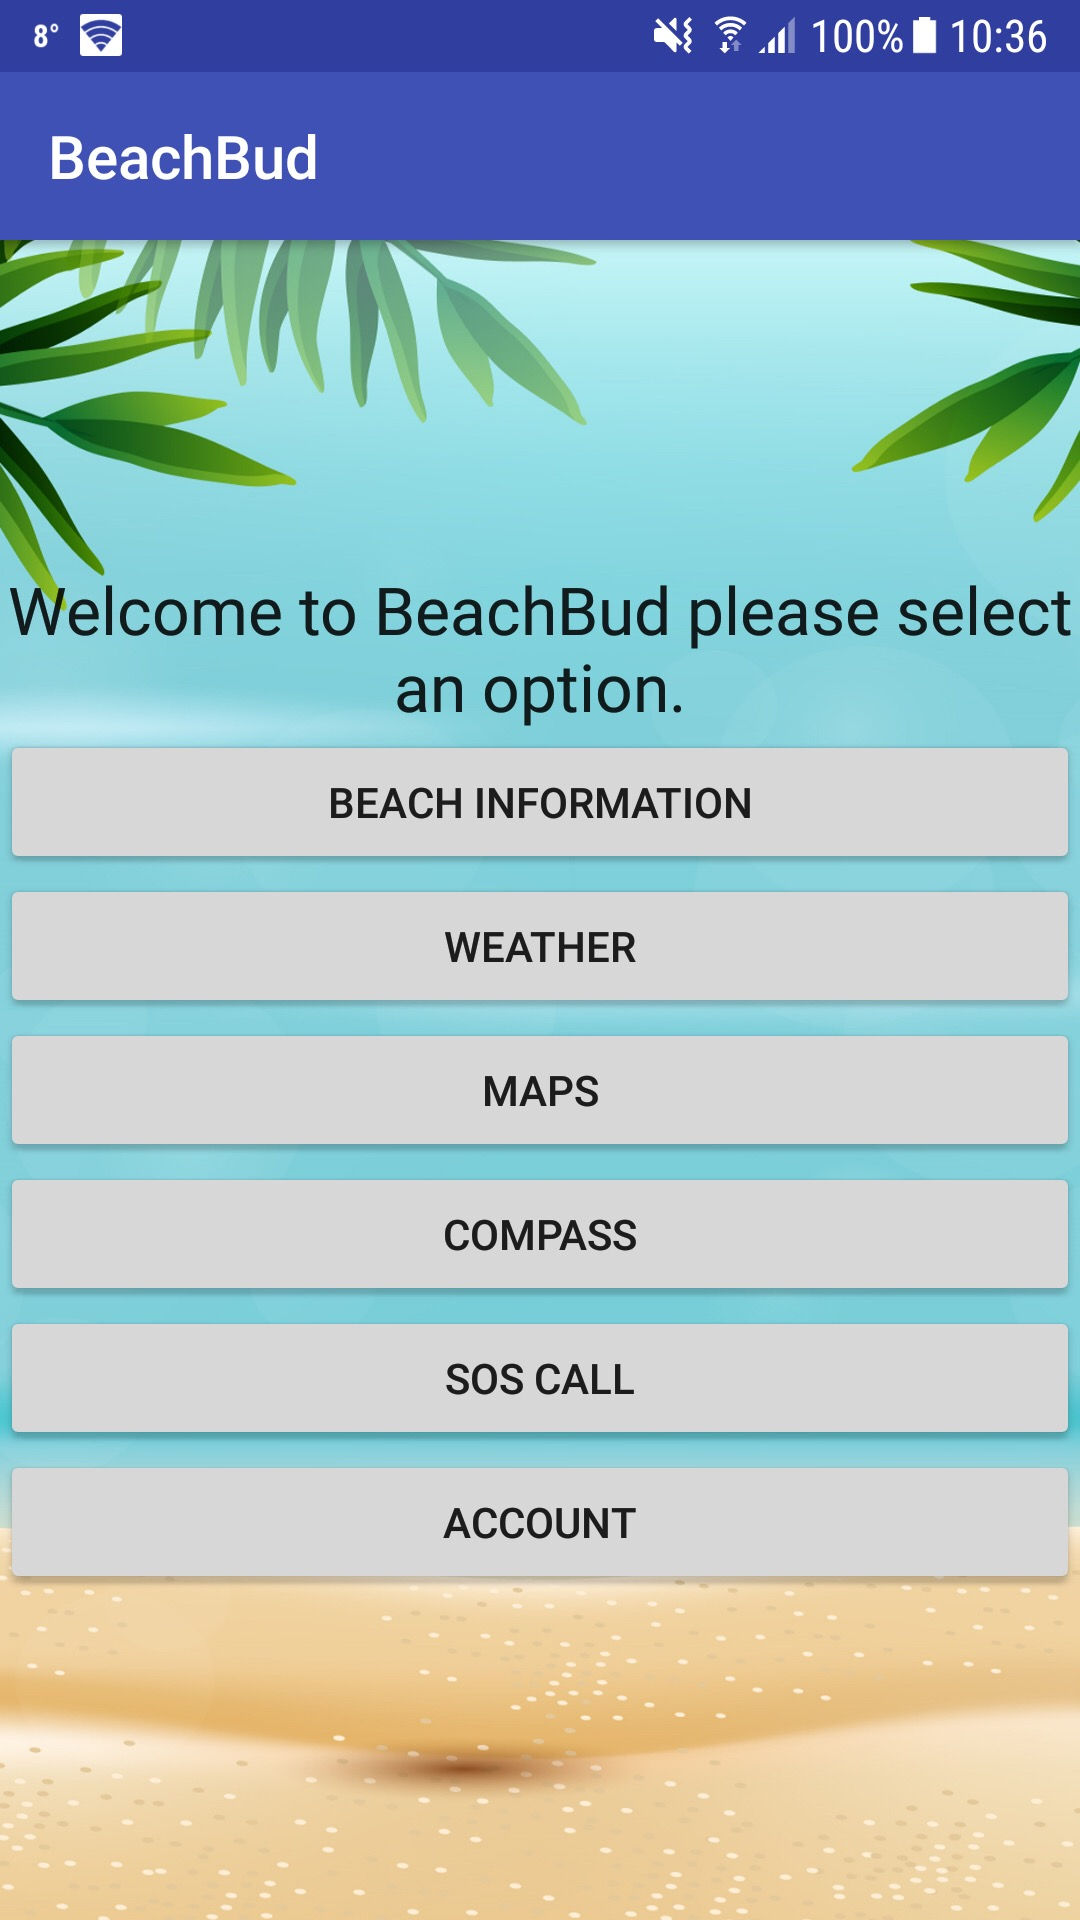 8° 100% 10:36
BeachBud
Welcome to BeachBud please select
an option.
BEACH INFORMATION
WEATHER
MAPS
COMPASS
SOS CALL
ACCOUNT